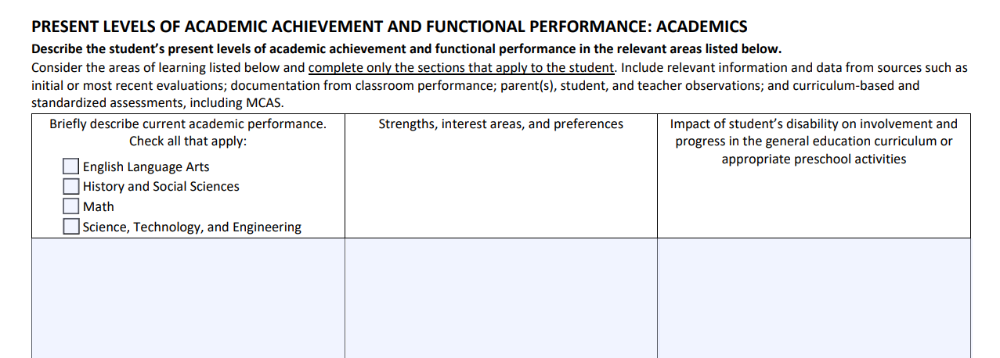 PRESENT LEVELS OF ACADEMIC ACHIEVEMENT AND FUNCTIONAL PERFORMANCE: ACADEMICS
Describe the student’s present levels of academic achievement and functional performance in the relevant areas listed below.
Consider the areas of learning listed below and complete only the sections that apply to the student. Include relevant information and data from sources such as
initial or most recent evaluations; documentation from classroom performance; parent(s), student, and teacher observations; and curriculum-based and
standardized assessments, including MCAS.
Briefly describe current academic performance.
Check all that apply:
English Language Arts
History and Social Sciences
Math
Science, Technology, and Engineering
Strengths, interest areas, and preferences
Impact of student’s disability on involvement and
progress in the general education curriculum or
appropriate preschool activities